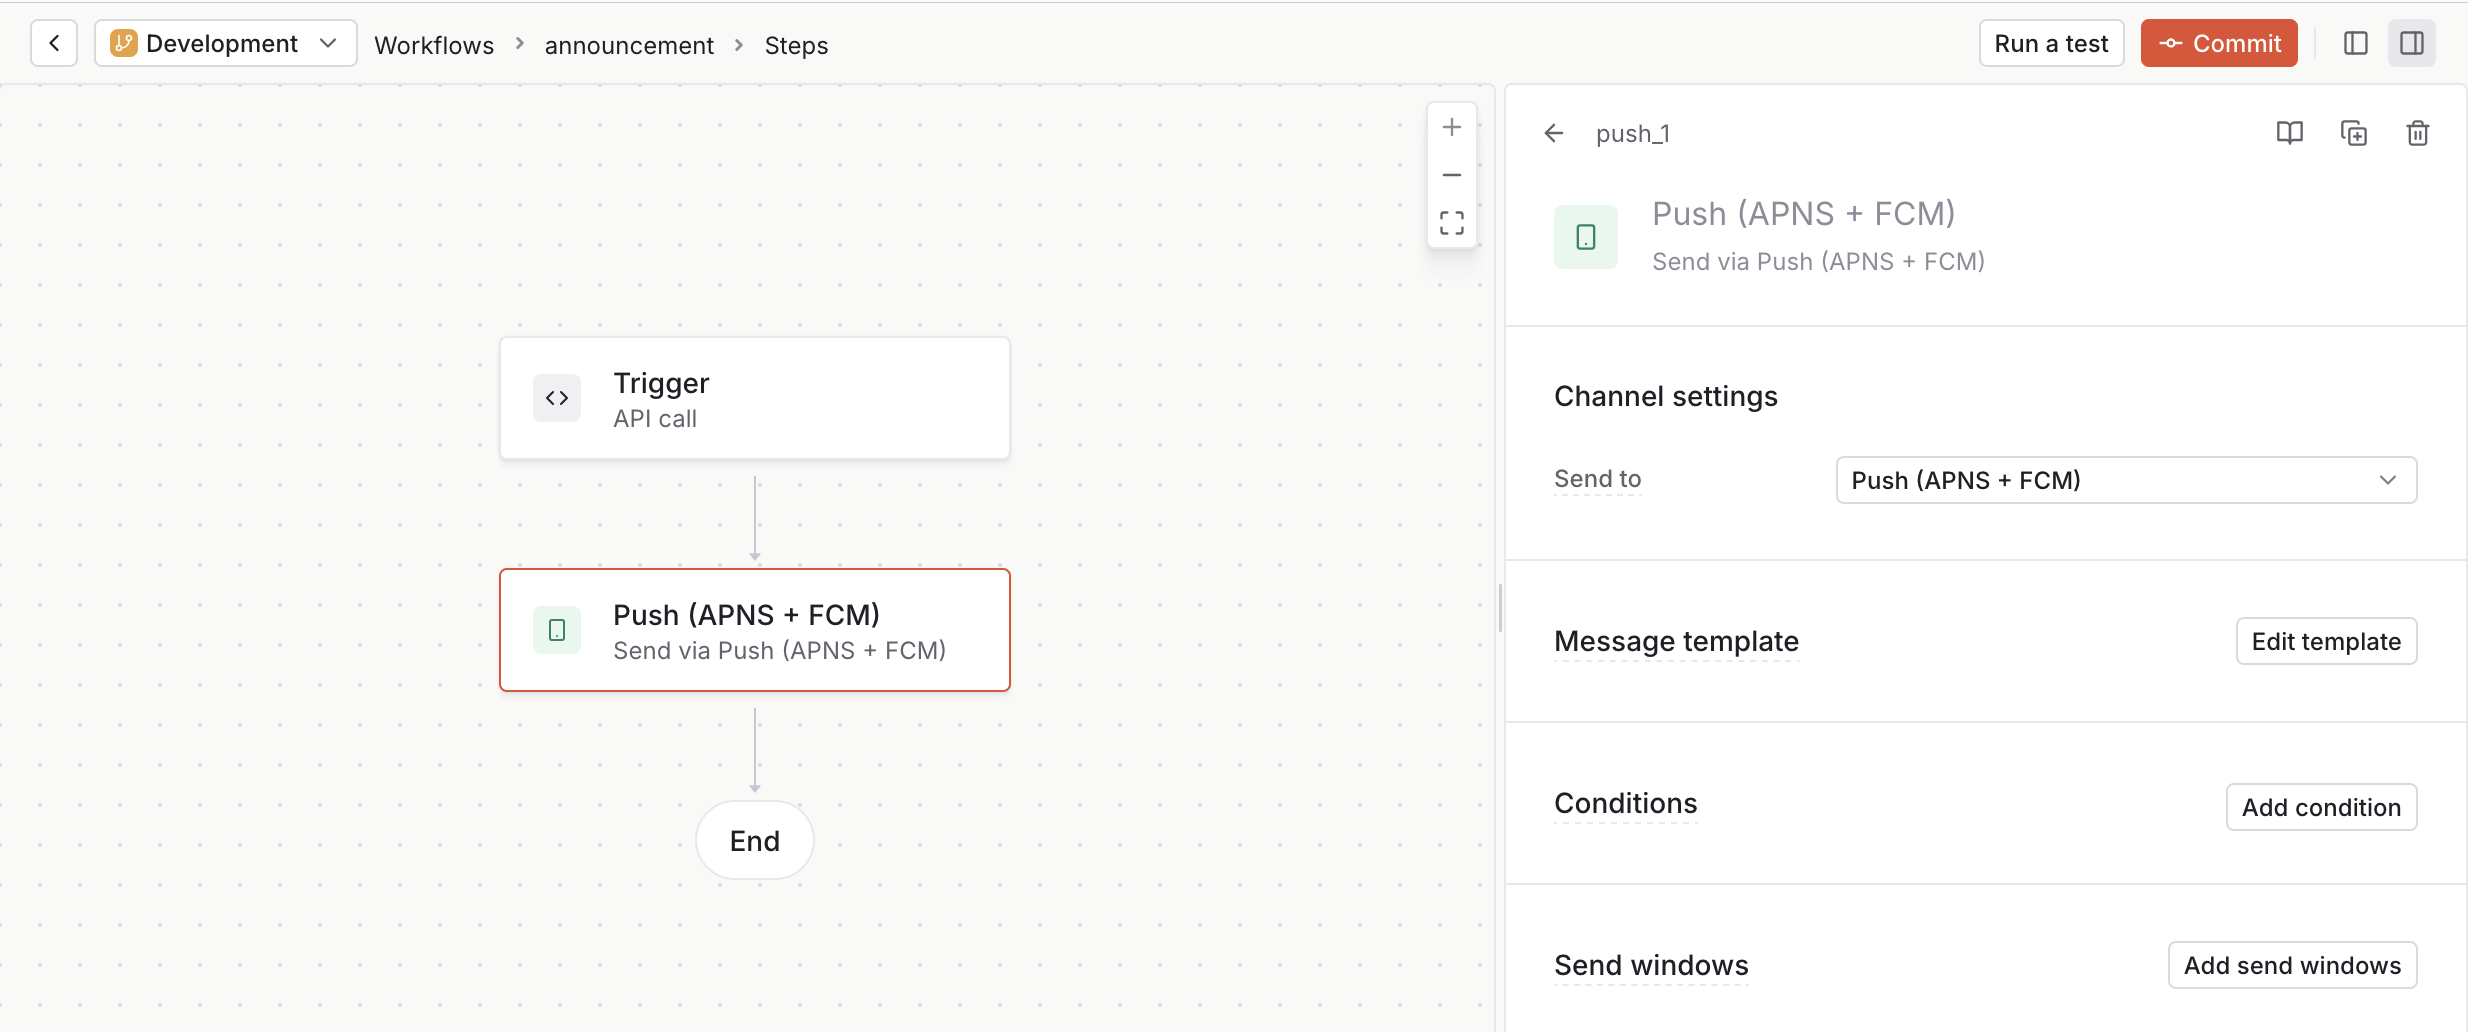 Development
Workflows > announcement > Steps
Run a test
Commit
Trigger
API call
Push (APNS + FCM)
Send via Push (APNS + FCM)
End
push_1
Push (APNS + FCM)
Send via Push (APNS + FCM)
Channel settings
Send to
Push (APNS + FCM)
Message template
Edit template
Conditions
Add condition
Send windows
Add send windows